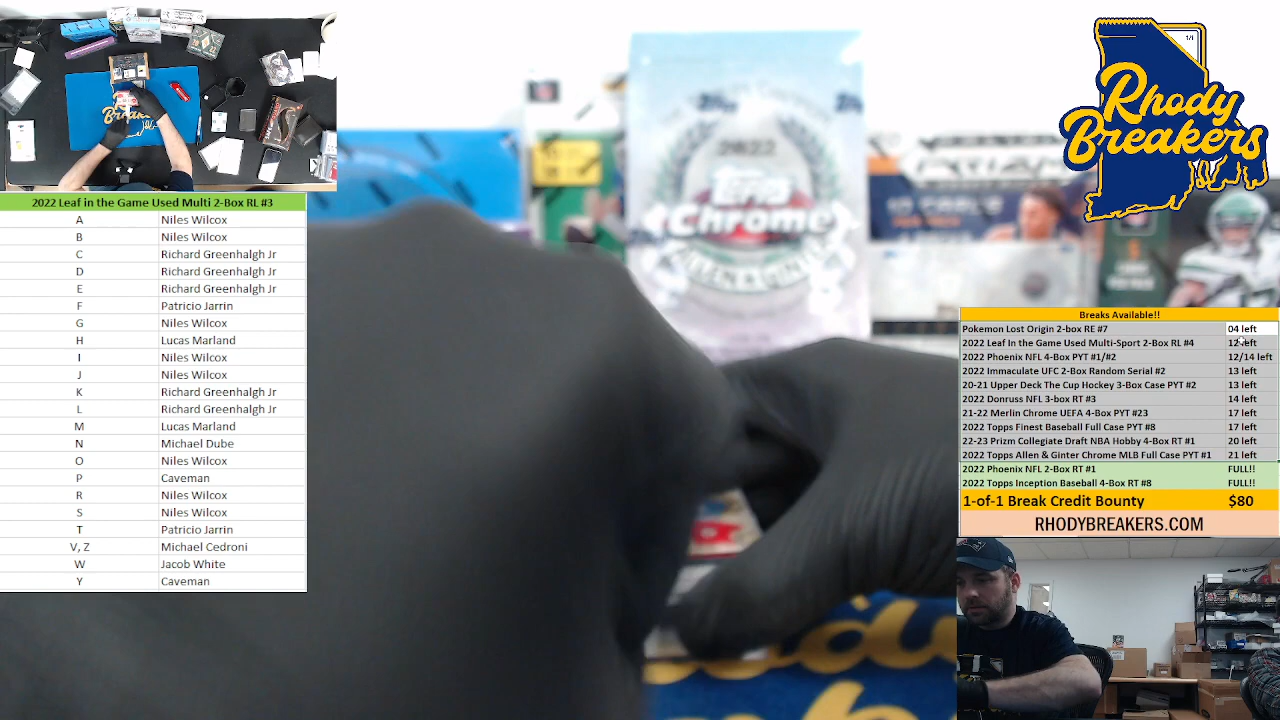 2022 Leaf in the Game Used Multi 2-Box RL #3
A Niles Wilcox
B Niles Wilcox
C Richard Greenhalgh Jr
D Richard Greenhalgh Jr
E Richard Greenhalgh Jr
F Patricio Jarrin
G Niles Wilcox
H Lucas Marland
I Niles Wilcox
J Niles Wilcox
K Richard Greenhalgh Jr
L Richard Greenhalgh Jr
M Lucas Marland
N Michael Dube
O Niles Wilcox
P Caveman
R Niles Wilcox
S Niles Wilcox
T Patricio Jarrin
V, Z Michael Cedroni
W Jacob White
Y Caveman
2022
Topps
Chrome
ALLEN & GINTER
PRIZM
1/1
Rhody
Breakers
Breaks Available!!
Pokemon Lost Origin 2-box RE #7 04 left
2022 Leaf In the Game Used Multi-Sport 2-Box RL #4 12 left
2022 Phoenix NFL 4-Box PYT #1/#2 12/14 left
2022 Immaculate UFC 2-Box Random Serial #2 13 left
20-21 Upper Deck The Cup Hockey 3-Box Case PYT #2 13 left
2022 Donruss NFL 3-box RT #3 14 left
21-22 Merlin Chrome UEFA 4-Box PYT #23 17 left
2022 Topps Finest Baseball Full Case PYT #8 17 left
22-23 Prizm Collegiate Draft NBA Hobby 4-Box RT #1 20 left
2022 Topps Allen & Ginter Chrome MLB Full Case PYT #1 21 left
2022 Phoenix NFL 2-Box RT #1 FULL!!
2022 Topps Inception Baseball 4-Box RT #8 FULL!!
1-of-1 Break Credit Bounty $80
RHODYBREAKERS.COM